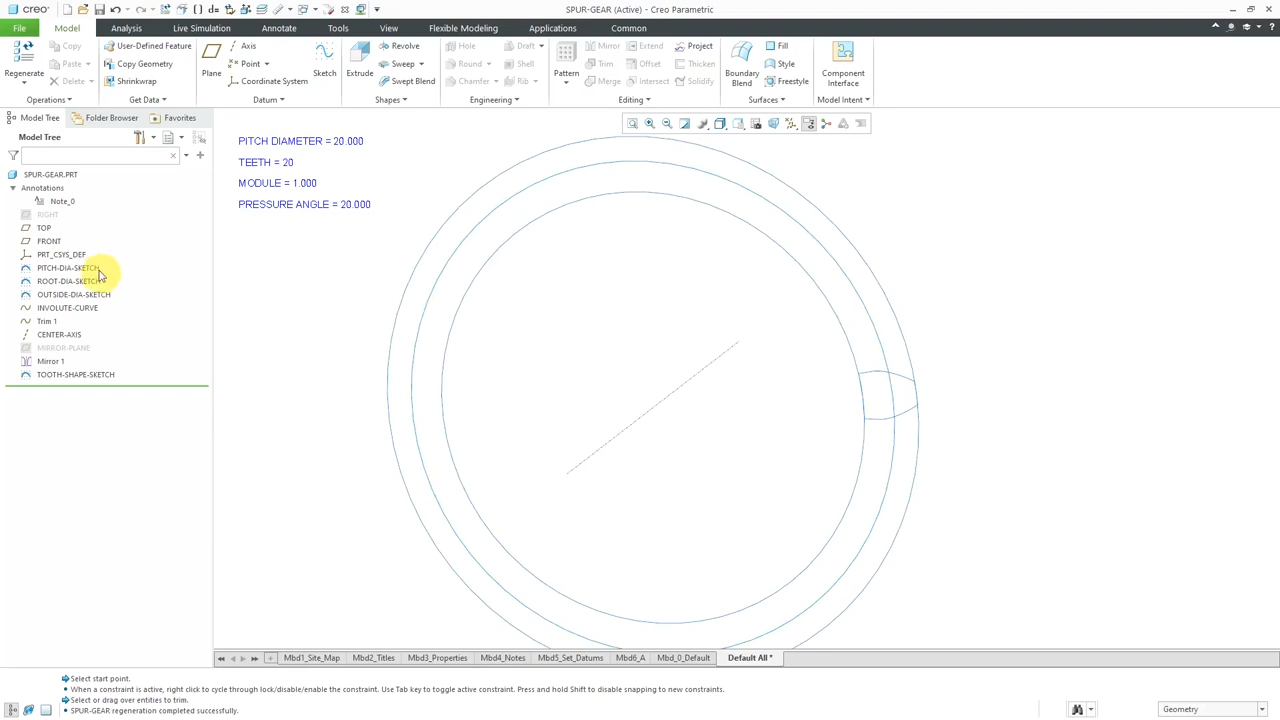 creo
SPUR-GEAR (Active) - Creo Parametric
File Model Analysis Live Simulation Annotate Tools View Flexible Modeling Applications Common
Regenerate
Copy
Paste
Delete
Operations
User-Defined Feature
Copy Geometry
Shrinkwrap
Get Data
Plane
Axis
Point
Coordinate System
Sketch
Datum
Extrude
Revolve
Sweep
Swept Blend
Shapes
Hole
Round
Chamfer
Draft
Shell
Rib
Engineering
Pattern
Mirror
Trim
Merge
Extend
Offset
Intersect
Project
Thicken
Solidify
Editing
Boundary
Blend
Fill
Style
Freestyle
Surfaces
Component
Interface
Model Intent
Model Tree Folder Browser Favorites
Model Tree
SPUR-GEAR.PRT
Annotations
Note_0
RIGHT
TOP
FRONT
PRT_CSYS_DEF
PITCH-DIA-SKETCH
ROOT-DIA-SKETCH
OUTSIDE-DIA-SKETCH
INVOLUTE-CURVE
Trim 1
CENTER-AXIS
MIRROR-PLANE
Mirror 1
TOOTH-SHAPE-SKETCH
PITCH DIAMETER = 20.000
TEETH = 20
MODULE = 1.000
PRESSURE ANGLE = 20.000
Mbd1_Site_Map Mbd2_Titles Mbd3_Properties Mbd4_Notes Mbd5_Set_Datums Mbd6_A Mbd_0_Default Default All *
Select start point.
• When a constraint is active, right click to cycle through lock/disable/enable the constraint. Use Tab key to toggle active constraint. Press and hold Shift to disable snapping to new constraints.
Select or drag over entities to trim.
• SPUR-GEAR regeneration completed successfully.
Geometry